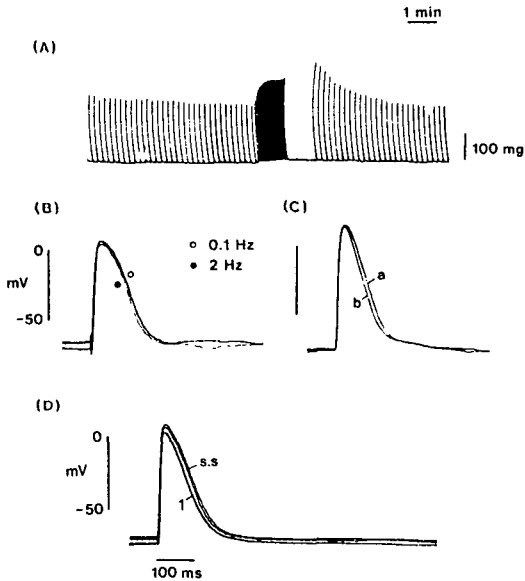 1 min
(A)
100 mg
(B)
0
mV
-50
○ 0.1 Hz
● 2 Hz
(C)
a
b
(D)
0
mV
-50
s.s
1
100 ms